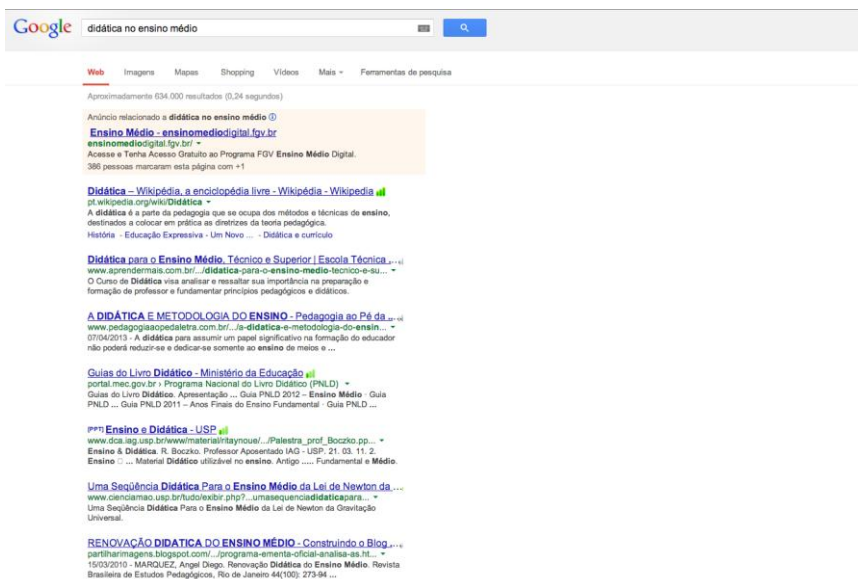 Google didática no ensino médio
Web Imagens Mapas Shopping Vídeos Mais Ferramentas de pesquisa
Aproximadamente 634.000 resultados (0,24 segundos)
Anúncio relacionado a didática no ensino médio
Ensino Médio - ensinomediodigital.fgv.br
ensinomediodigital.fgv.br/
Acesse e Tenha Acesso Gratuito ao Programa FGV Ensino Médio Digital.
386 pessoas marcaram esta página com +1
Didática – Wikipédia, a enciclopédia livre - Wikipédia - Wikipedia
pt.wikipedia.org/wiki/Didática
A didática é a parte da pedagogia que se ocupa dos métodos e técnicas de ensino,
destinados a colocar em prática as diretrizes da teoria pedagógica.
História - Educação Expressiva - Um Novo ... - Didática e currículo
Didática para o Ensino Médio, Técnico e Superior | Escola Técnica ...
www.aprendermais.com.br/.../didatica-para-o-ensino-medio-tecnico-e-su...
O Curso de Didática visa analisar e ressaltar sua importância na preparação e
formação de professor e fundamentar princípios pedagógicos e didáticos.
A DIDÁTICA E METODOLOGIA DO ENSINO - Pedagogia ao Pé da ...
www.pedagogiaaopedaletra.com.br/.../a-didatica-e-metodologia-do-ensin...
07/04/2013 - A didática para assumir um papel significativo na formação do educador
não poderá reduzir-se e dedicar-se somente ao ensino de meios e ...
Guias do Livro Didático - Ministério da Educação
portal.mec.gov.br › Programa Nacional do Livro Didático (PNLD)
Guias do Livro Didático. Apresentação ... Guia PNLD 2012 – Ensino Médio · Guia
PNLD ... Guia PNLD 2011 – Anos Finais do Ensino Fundamental · Guia PNLD ...
[PPT] Ensino e Didática - USP
www.dca.iag.usp.br/www/material/ritaynoue/.../Palestra_prof_Boczko.pp...
Ensino & Didática. R. Boczko. Professor Aposentado IAG - USP. 21. 03. 11. 2.
Ensino □ ... Material Didático utilizável no ensino. Antigo ..... Fundamental e Médio.
Uma Seqüência Didática Para o Ensino Médio da Lei de Newton da ...
www.cienciamao.usp.br/tudo/exibir.php?...umasequenciadidaticapara...
Uma Seqüência Didática Para o Ensino Médio da Lei de Newton da Gravitação
Universal.
RENOVAÇÃO DIDATICA DO ENSINO MÉDIO - Construindo o Blog ...
partilharimagens.blogspot.com/.../programa-ementa-oficial-analisa-as.ht...
15/03/2010 - MARQUEZ, Angel Diego. Renovação Didática do Ensino Médio. Revista
Brasileira de Estudos Pedagógicos, Rio de Janeiro 44(100): 273-94 ...